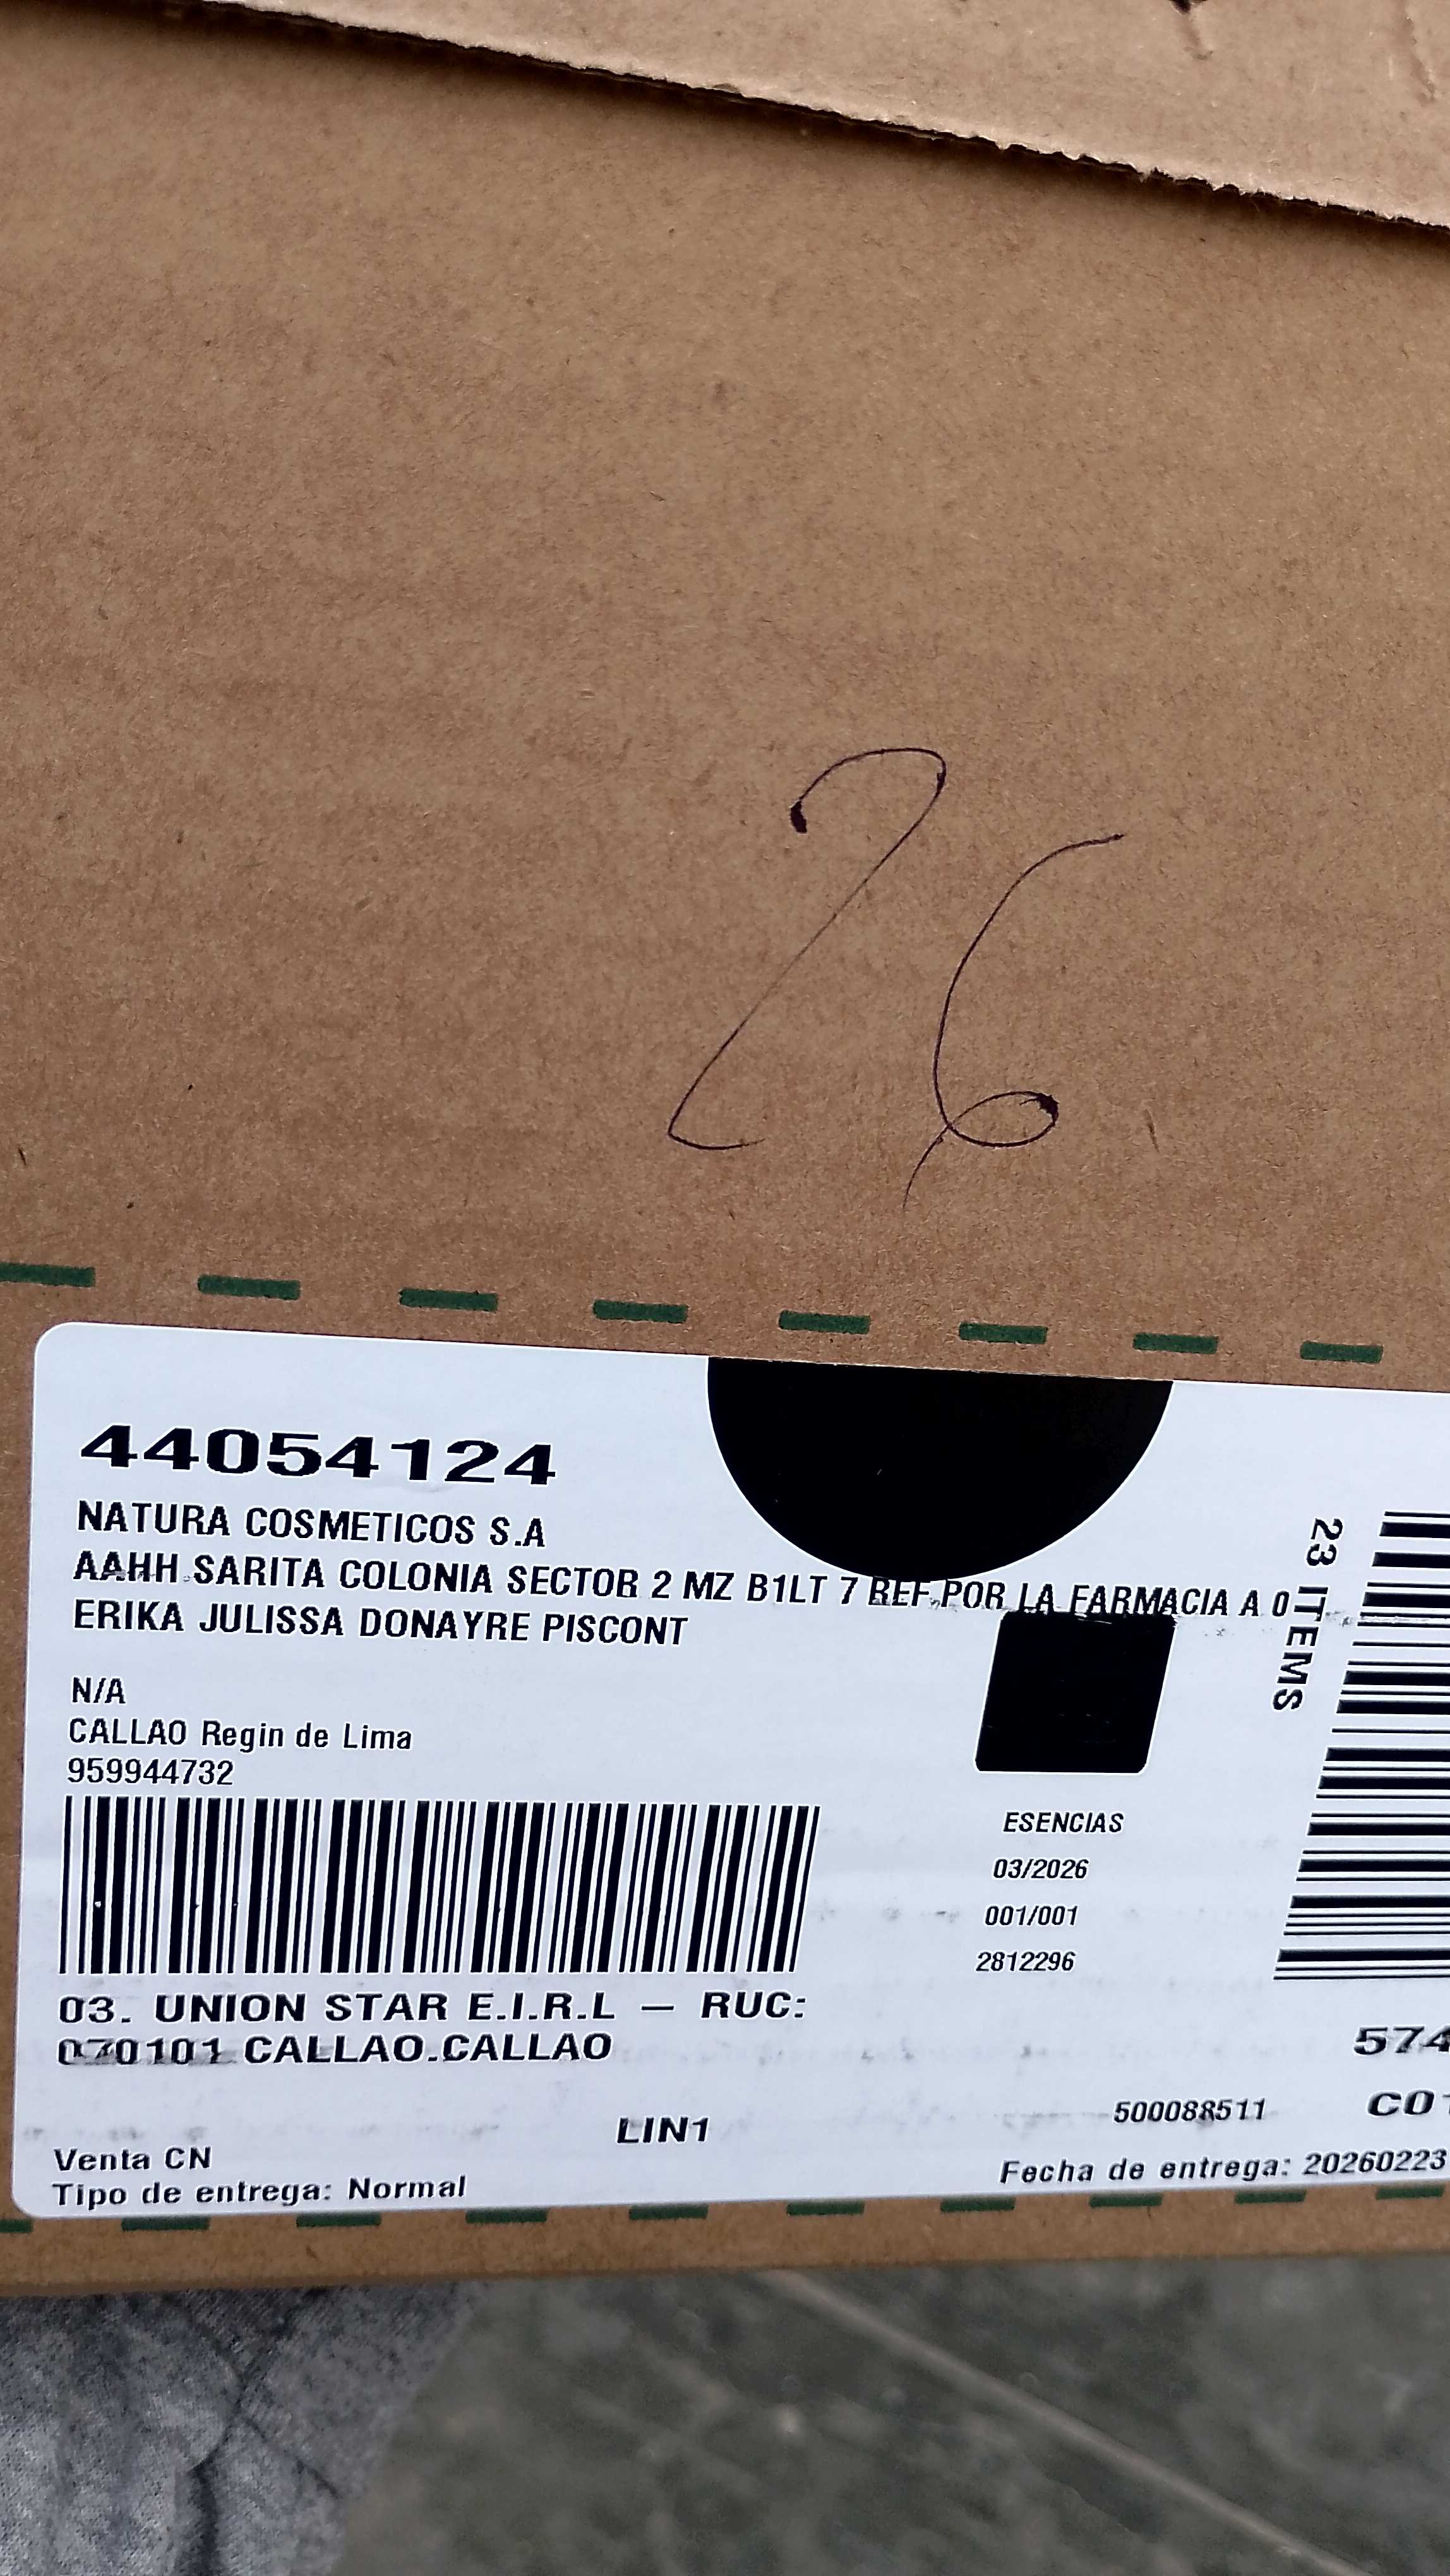 26
44054124
NATURA COSMETICOS S.A
AAHH SARITA COLONIA SECTOR 2 MZ B1LT 7 REF.POR LA FARMACIA A 0
ERIKA JULISSA DONAYRE PISCONT
N/A
CALLAO Regin de Lima
959944732
23 ITEMS
ESENCIAS
03/2026
001/001
2812296
03. UNION STAR E.I.R.L — RUC:
070101 CALLAO.CALLAO
574
C01
500088511
LIN1
Venta CN
Tipo de entrega: Normal
Fecha de entrega: 20260223